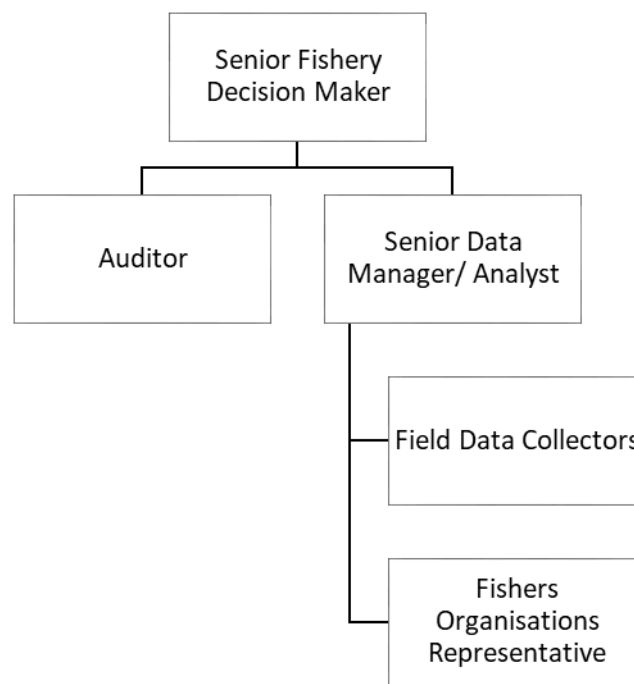 Senior Fishery
Decision Maker
Auditor
Senior Data
Manager/ Analyst
Field Data Collectors
Fishers
Organisations
Representative